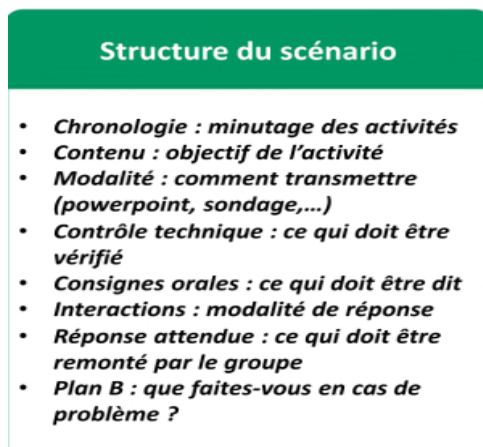 Structure du scénario
• Chronologie : minutage des activités
• Contenu : objectif de l’activité
• Modalité : comment transmettre
(powerpoint, sondage,...)
• Contrôle technique : ce qui doit être
vérifié
• Consignes orales : ce qui doit être dit
• Interactions : modalité de réponse
• Réponse attendue : ce qui doit être
remonté par le groupe
• Plan B : que faites-vous en cas de
problème ?